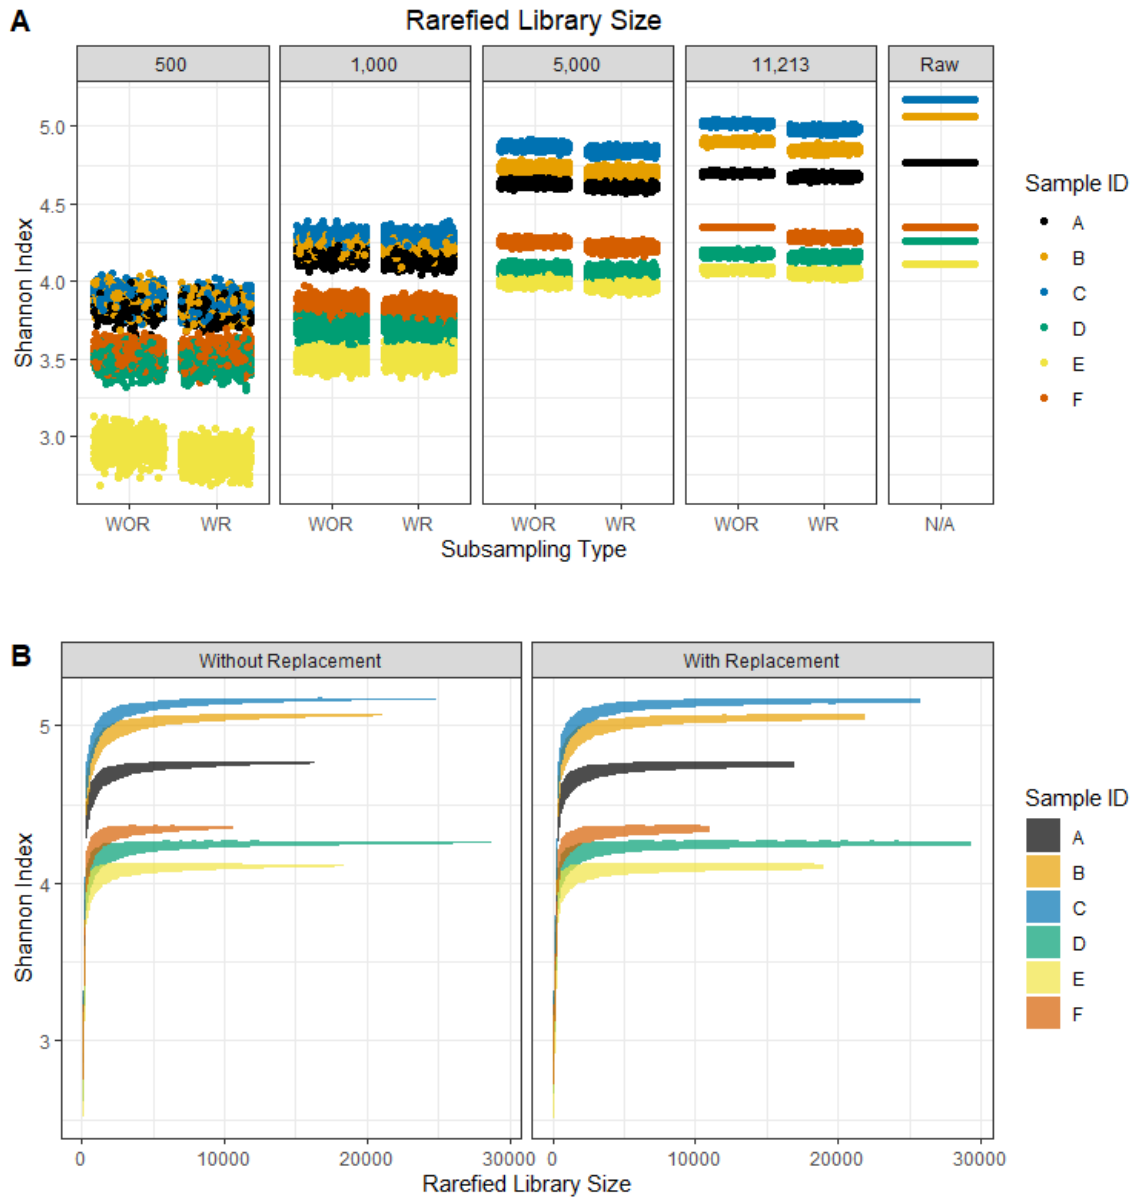 A
Rarefied Library Size
500 1,000 5,000 11,213 Raw
5.0
4.5
4.0
3.5
3.0
Shannon Index
WOR WR WOR WR WOR WR WOR WR N/A
Subsampling Type
Sample ID
A
B
C
D
E
F
B
Without Replacement With Replacement
5
4
3
Shannon Index
0 10000 20000 30000 0 10000 20000 30000
Rarefied Library Size
Sample ID
A
B
C
D
E
F